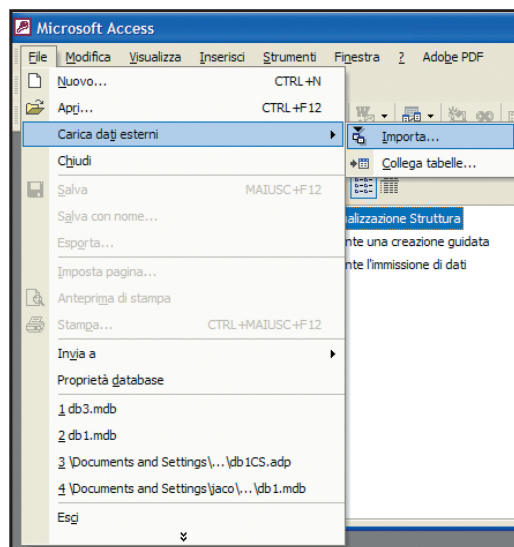 Microsoft Access
File Modifica Visualizza Inserisci Strumenti Finestra ? Adobe PDF
Nuovo... CTRL+N
Apri... CTRL+F12
Carica dati esterni
Importa...
Chiudi
Collega tabelle...
Salva MAIUSC+F12
Salva con nome...
ualizzazione Struttura
Esporta...
nte una creazione guidata
Imposta pagina...
nte l'immissione di dati
Anteprima di stampa
Stampa... CTRL+MAIUSC+F12
Invia a
Proprietà database
1 db3.mdb
2 db1.mdb
3 \Documents and Settings\...\db1CS.adp
4 \Documents and Settings\jaco\...\db1.mdb
Esci